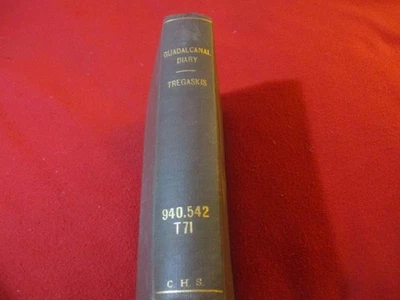 GUADALCANAL
DIARY
TREGASKIS
940.542
T71
C. H. S.